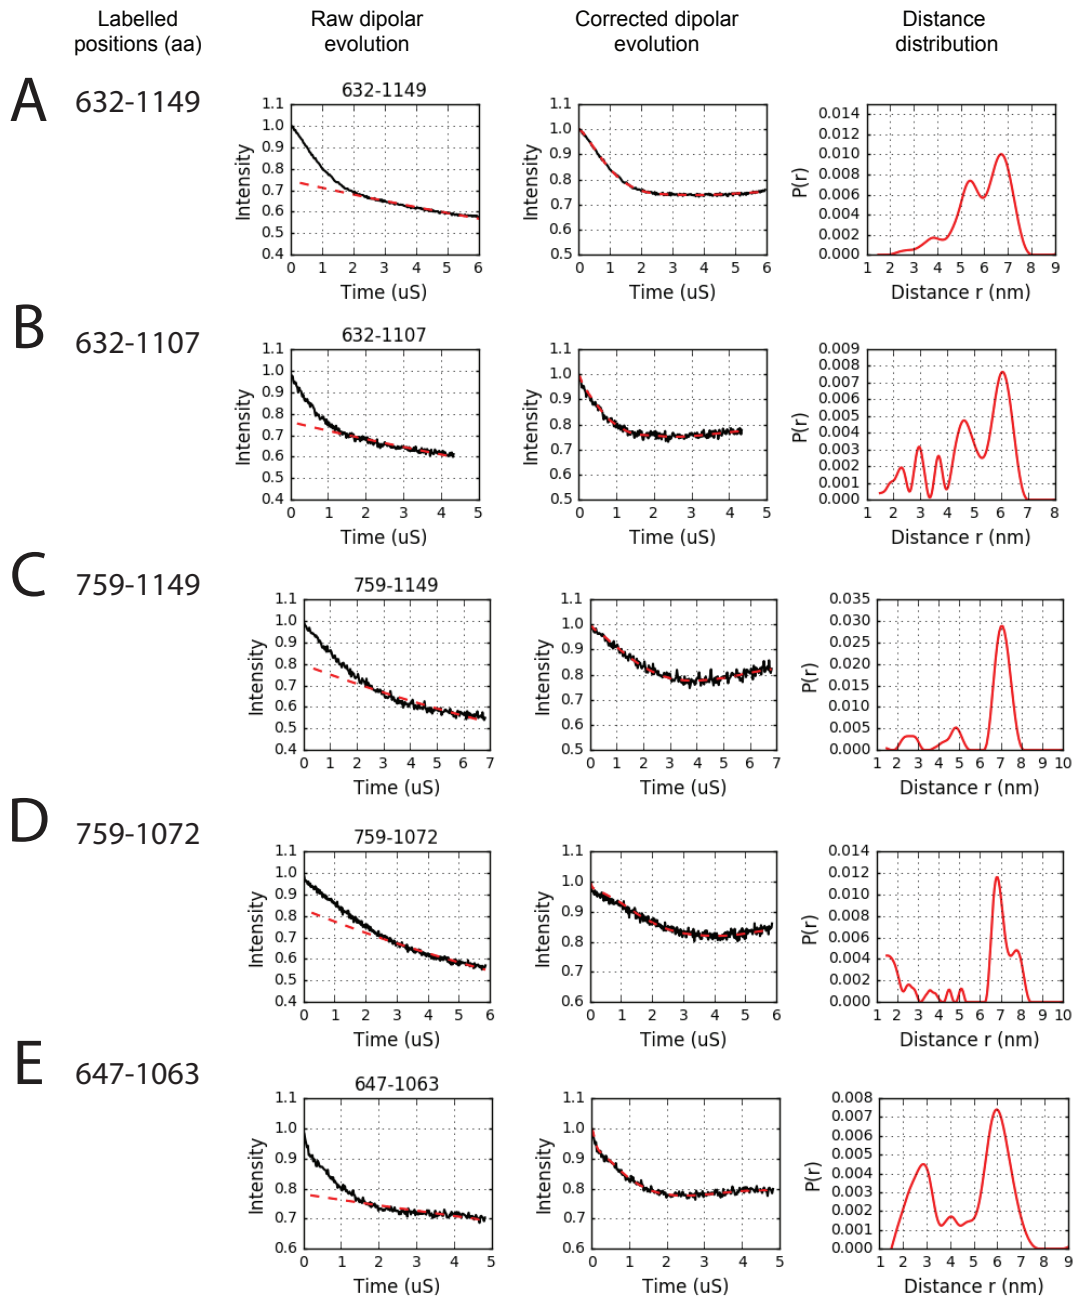 Labelled positions (aa)
Raw dipolar evolution
Corrected dipolar evolution
Distance distribution
A
632-1149
632-1149
1.1
1.0
0.9
0.8
0.7
0.6
0.5
0.4
Intensity
0 1 2 3 4 5 6
Time (uS)
1.1
1.0
0.9
0.8
0.7
0.6
0.5
Intensity
0 1 2 3 4 5 6
Time (uS)
0.014
0.012
0.010
0.008
0.006
0.004
0.002
0.000
P(r)
1 2 3 4 5 6 7 8 9
Distance r (nm)
B
632-1107
632-1107
1.1
1.0
0.9
0.8
0.7
0.6
0.5
0.4
Intensity
0 1 2 3 4 5
Time (uS)
1.1
1.0
0.9
0.8
0.7
0.6
0.5
Intensity
0 1 2 3 4 5
Time (uS)
0.009
0.008
0.007
0.006
0.005
0.004
0.003
0.002
0.001
0.000
P(r)
1 2 3 4 5 6 7 8
Distance r (nm)
C
759-1149
759-1149
1.1
1.0
0.9
0.8
0.7
0.6
0.5
0.4
Intensity
0 1 2 3 4 5 6 7
Time (uS)
1.1
1.0
0.9
0.8
0.7
0.6
0.5
Intensity
0 1 2 3 4 5 6 7
Time (uS)
0.035
0.030
0.025
0.020
0.015
0.010
0.005
0.000
P(r)
1 2 3 4 5 6 7 8 9 10
Distance r (nm)
D
759-1072
759-1072
1.1
1.0
0.9
0.8
0.7
0.6
0.5
0.4
Intensity
0 1 2 3 4 5 6
Time (uS)
1.1
1.0
0.9
0.8
0.7
0.6
Intensity
0 1 2 3 4 5 6
Time (uS)
0.014
0.012
0.010
0.008
0.006
0.004
0.002
0.000
P(r)
1 2 3 4 5 6 7 8 9 10
Distance r (nm)
E
647-1063
647-1063
1.1
1.0
0.9
0.8
0.7
0.6
Intensity
0 1 2 3 4 5
Time (uS)
1.1
1.0
0.9
0.8
0.7
0.6
Intensity
0 1 2 3 4 5
Time (uS)
0.008
0.007
0.006
0.005
0.004
0.003
0.002
0.001
0.000
P(r)
1 2 3 4 5 6 7 8 9
Distance r (nm)